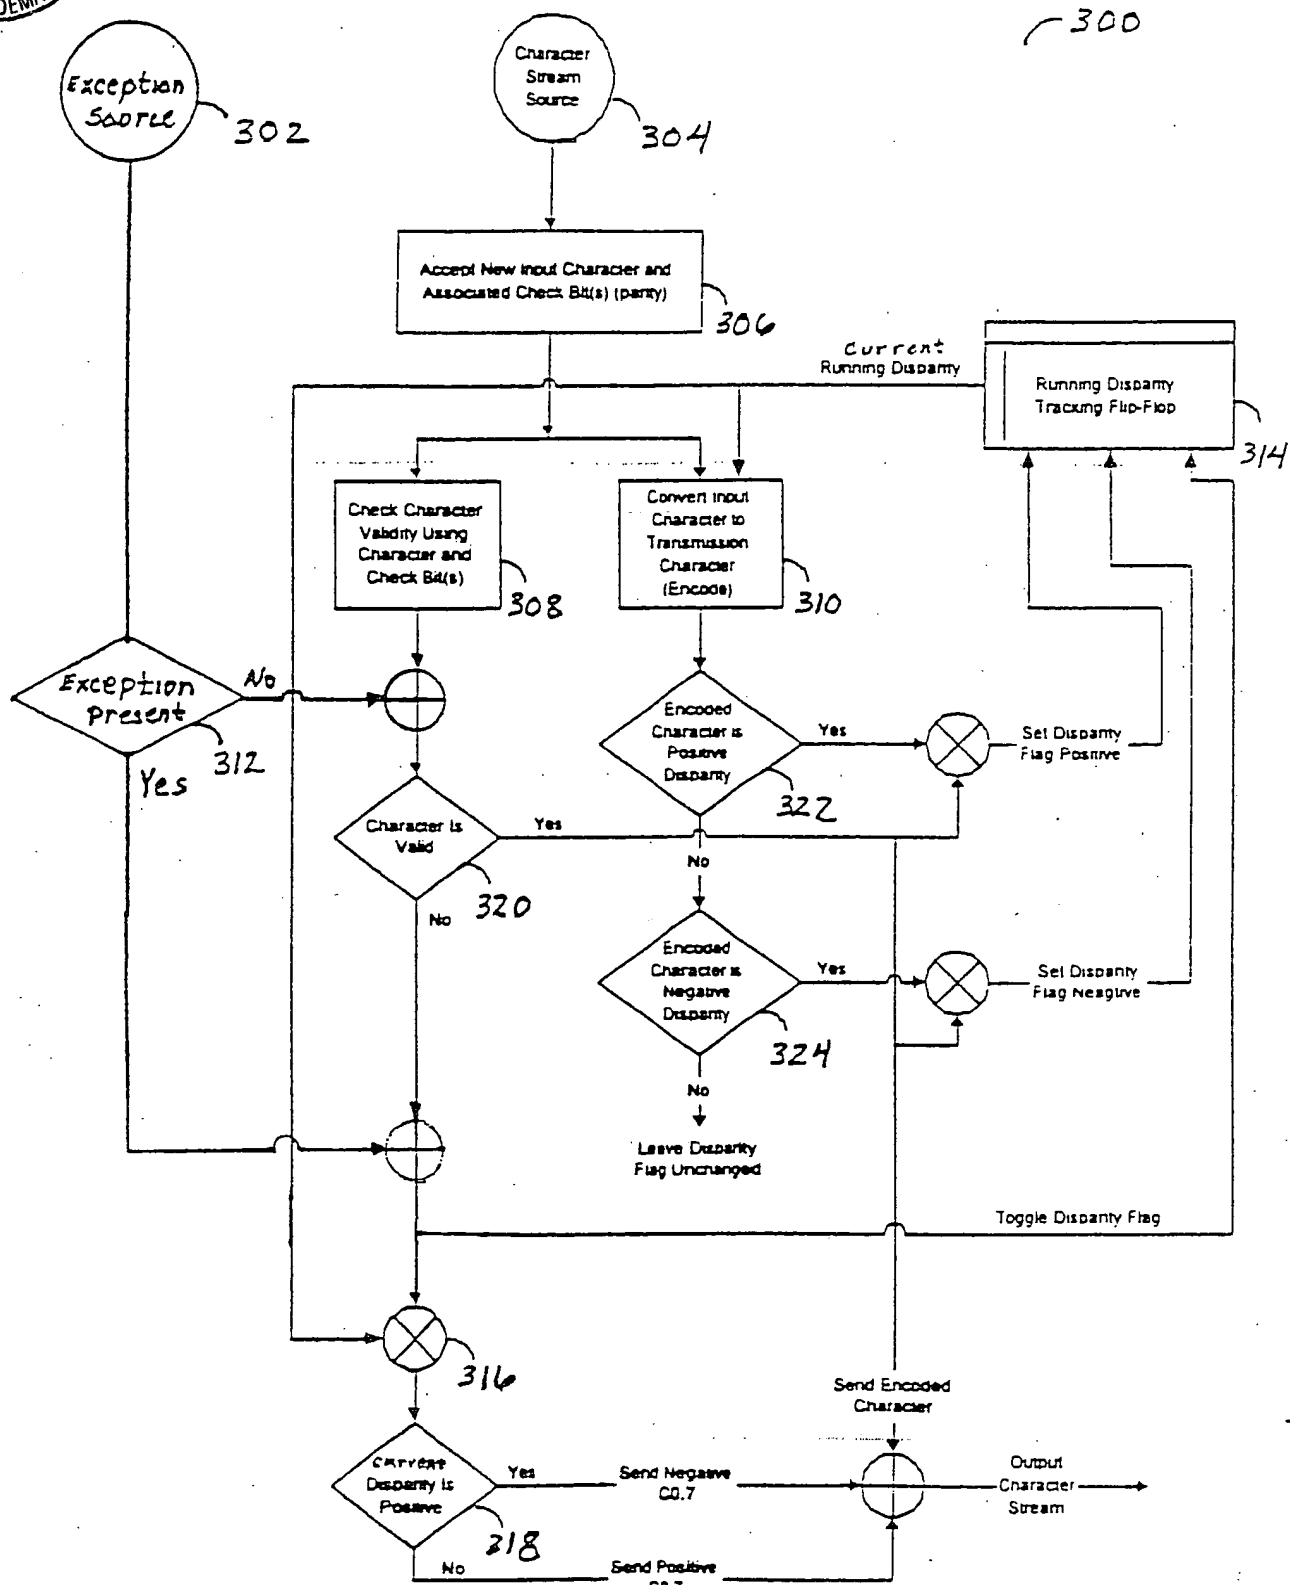 300
Exception
Source
302
Character
Stream
Source
304
Accept New Input Character and
Associated Check Bit(s) (parity)
306
Current
Running Disparity
Running Disparity
Tracking Flip-Flop
314
Check Character
Validity Using
Character and
Check Bit(s)
308
Convert Input
Character to
Transmission
Character
(Encode)
310
Exception
Present
312
No
Yes
Encoded
Character is
Positive
Disparity
322
Yes
Set Disparity
Flag Positive
Character is
Valid
320
Yes
No
No
Encoded
Character is
Negative
Disparity
324
Yes
Set Disparity
Flag Neagtive
No
Leave Disparity
Flag Unchanged
Toggle Disparity Flag
316
Send Encoded
Character
Current
Disparity is
Positive
318
Yes
Send Negative
C0.7
Output
Character
Stream
No
Send Positive